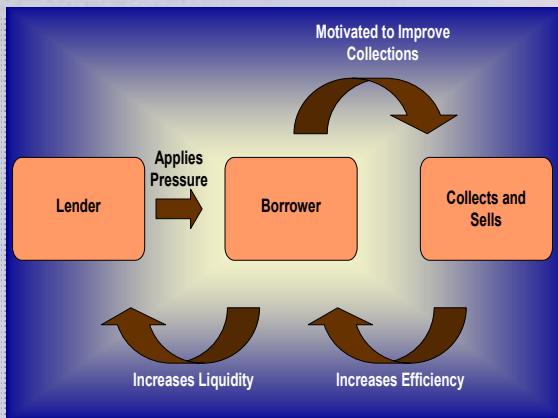 Motivated to Improve
Collections
Applies
Pressure
Lender
Borrower
Collects and
Sells
Increases Liquidity
Increases Efficiency